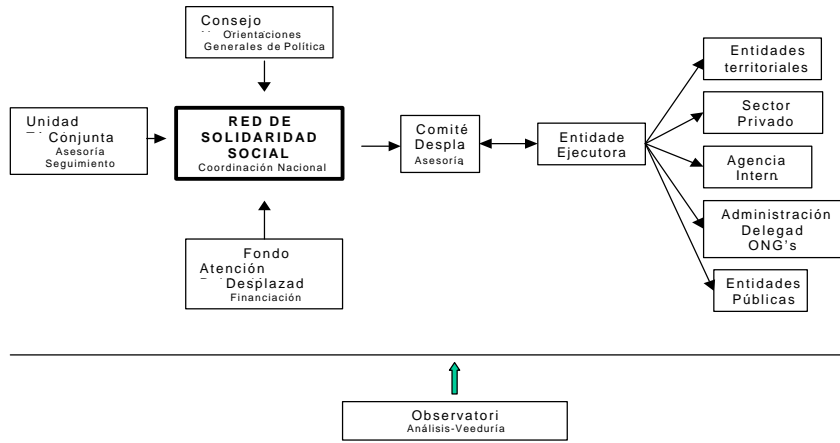 Consejo
Orientaciones
Generales de Política
Unidad
Conjunta
Asesoría
Seguimiento
RED DE
SOLIDARIDAD
SOCIAL
Coordinación Nacional
Fondo
Atención
Desplazad
Financiación
Comité
Despla
Asesoría
Entidade
Ejecutora
Entidades
territoriales
Sector
Privado
Agencia
Intern.
Administración
Delegad
ONG's
Entidades
Públicas
Observatori
Análisis-Veeduría